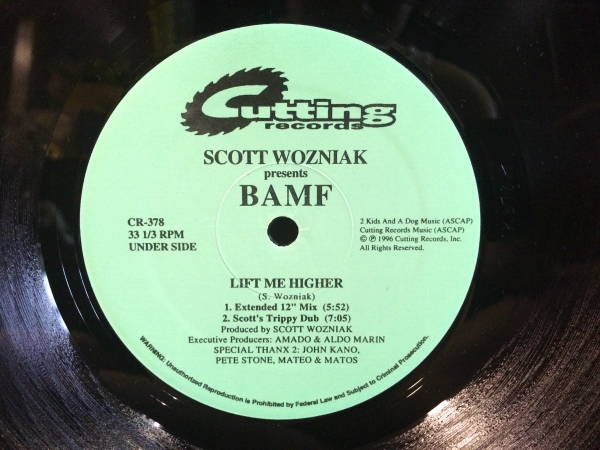 Cutting
records
SCOTT WOZNIAK
presents
BAMF
CR-378
33 1/3 RPM
UNDER SIDE
2 Kids And A Dog Music (ASCAP)
Cutting Records Music (ASCAP)
© ℗ 1996 Cutting Records, Inc.
All Rights Reserved.
LIFT ME HIGHER
(S. Wozniak)
1. Extended 12" Mix (5:52)
2. Scott's Trippy Dub (7:05)
Produced by SCOTT WOZNIAK
Executive Producers: AMADO & ALDO MARIN
SPECIAL THANX 2: JOHN KANO,
PETE STONE, MATEO & MATOS
WARNING: Unauthorized Reproduction is Prohibited by Federal Law and Subject to Criminal Prosecution.